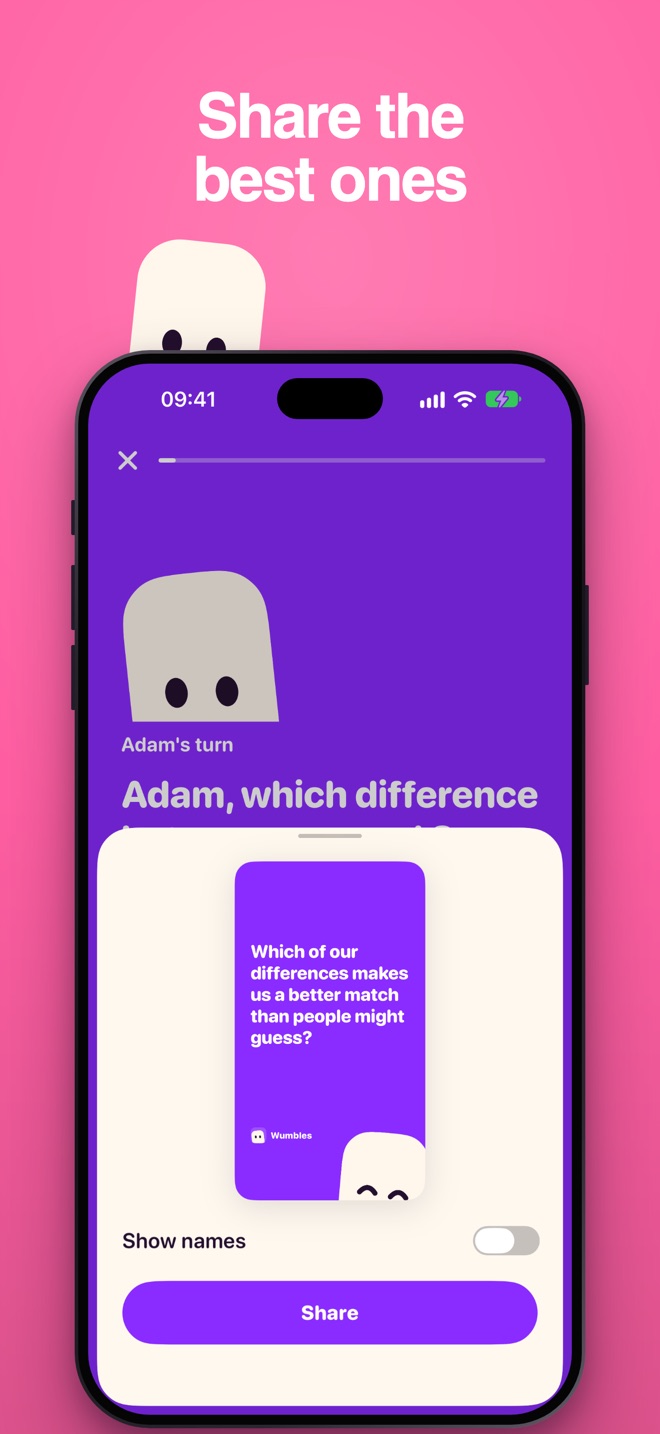 Share the
best ones
09:41
Adam's turn
Adam, which difference
Which of our
differences makes
us a better match
than people might
guess?
Wumbles
Show names
Share